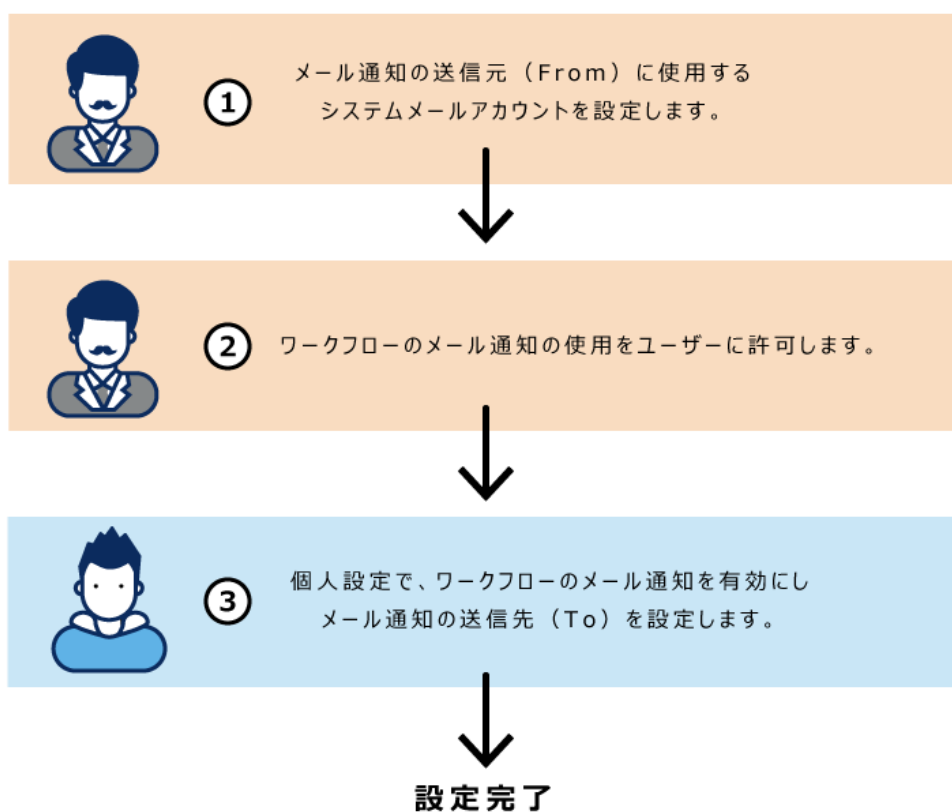 1
メール通知の送信元（From）に使用する
システムメールアカウントを設定します。
2
ワークフローのメール通知の使用をユーザーに許可します。
3
個人設定で、ワークフローのメール通知を有効にし
メール通知の送信先（To）を設定します。
設定完了